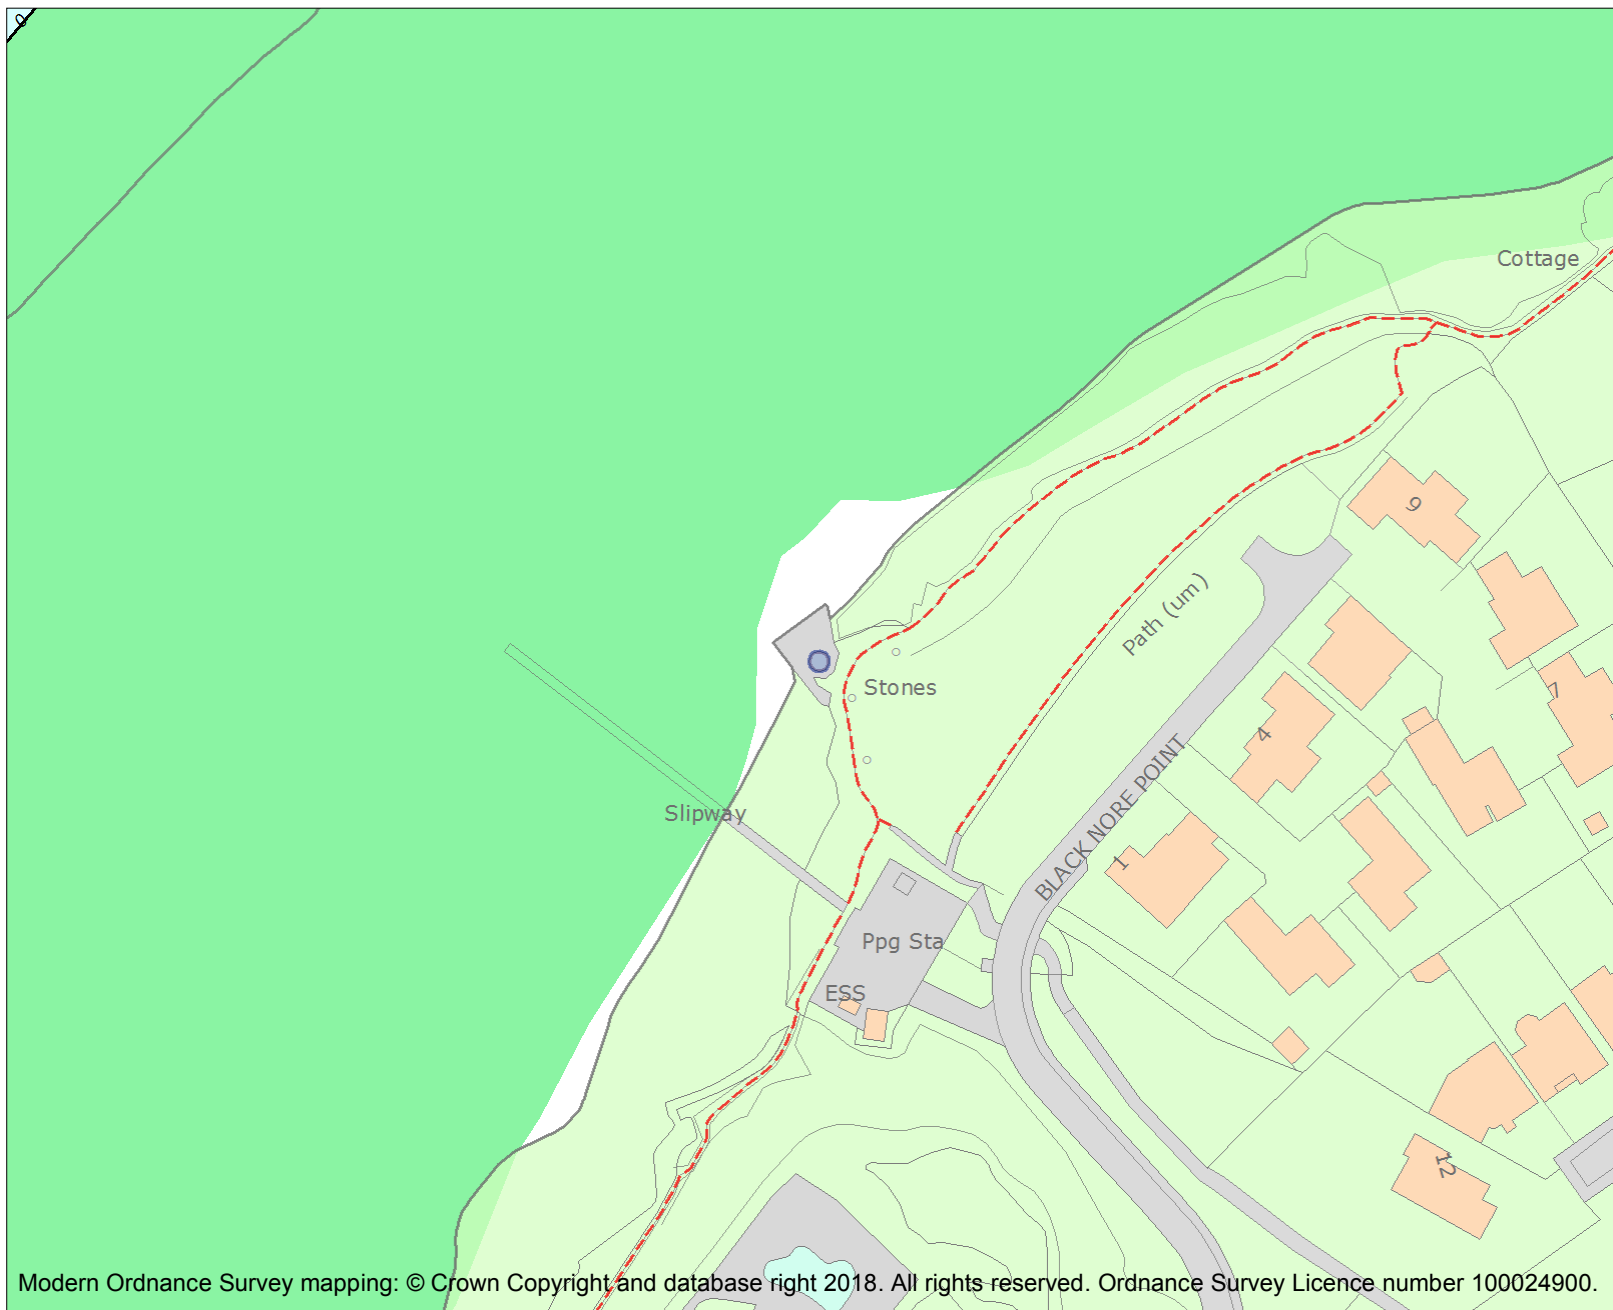 Cottage
9
Path (um)
Stones
7
4
BLACK NORE POINT
Slipway
1
Ppg Sta
ESS
12
Modern Ordnance Survey mapping: © Crown Copyright and database right 2018. All rights reserved. Ordnance Survey Licence number 100024900.